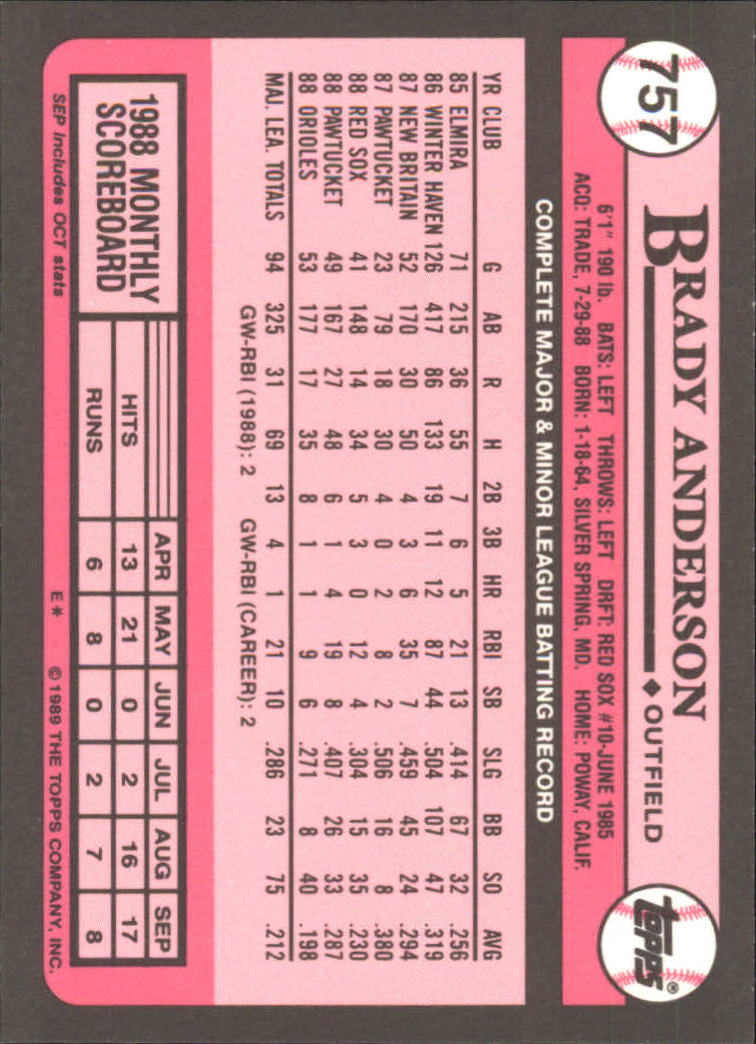 757
BRADY ANDERSON ◆ OUTFIELD
topps®
6'1" 190 lb. BATS: LEFT THROWS: LEFT DRFT: RED SOX #10-JUNE 1985
ACQ: TRADE, 7-29-88 BORN: 1-18-64, SILVER SPRING, MD. HOME: POWAY, CALIF.
COMPLETE MAJOR & MINOR LEAGUE BATTING RECORD
YR CLUB G AB R H 2B 3B HR RBI SB SLG BB SO AVG
85 ELMIRA 71 215 36 55 7 6 5 21 13 .414 67 32 .256
86 WINTER HAVEN 126 417 86 133 19 11 12 87 44 .504 107 47 .319
87 NEW BRITAIN 52 170 30 50 4 3 6 35 7 .459 45 24 .294
87 PAWTUCKET 23 79 18 30 4 0 2 8 2 .506 16 8 .380
88 RED SOX 41 148 14 34 5 3 0 12 4 .304 15 35 .230
88 PAWTUCKET 49 167 27 48 6 1 4 19 8 .407 26 33 .287
88 ORIOLES 53 177 17 35 8 1 1 9 6 .271 8 40 .198
MAJ. LEA. TOTALS 94 325 31 69 13 4 1 21 10 .286 23 75 .212
GW-RBI (1988): 2 GW-RBI (CAREER): 2
1988 MONTHLY
SCOREBOARD
APR MAY JUN JUL AUG SEP
HITS 13 21 0 2 16 17
RUNS 6 8 0 2 7 8
SEP includes OCT stats E* © 1989 THE TOPPS COMPANY, INC.